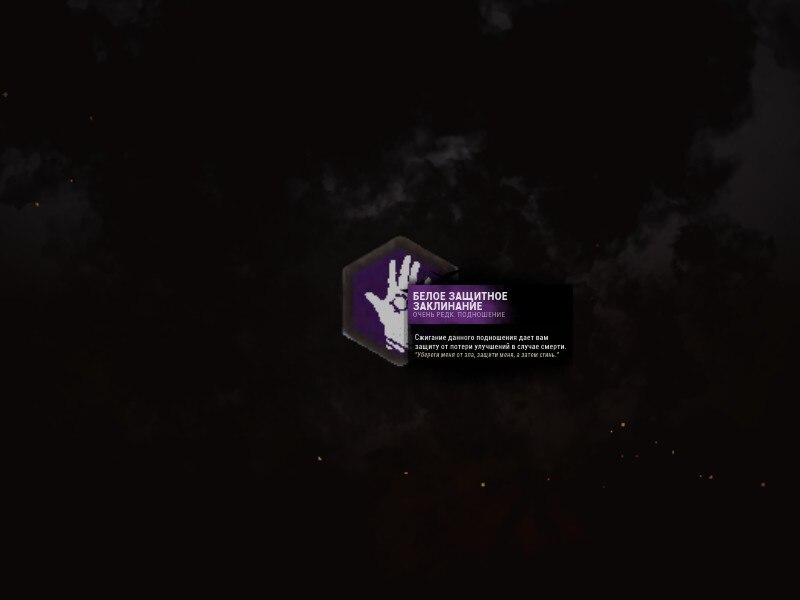 БЕЛОЕ ЗАЩИТНОЕ
ЗАКЛИНАНИЕ
ОЧЕНЬ РЕДК. ПОДНОШЕНИЕ
Сжигание данного подношения дает вам
защиту от потери улучшений в случае смерти.
"Убереги меня от зла, защити меня, а затем сгинь."